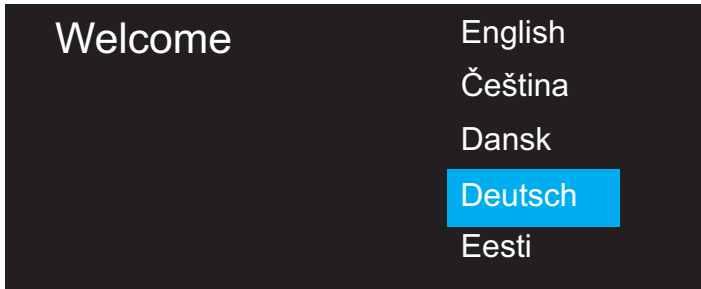 Welcome
English
Čeština
Dansk
Deutsch
Eesti